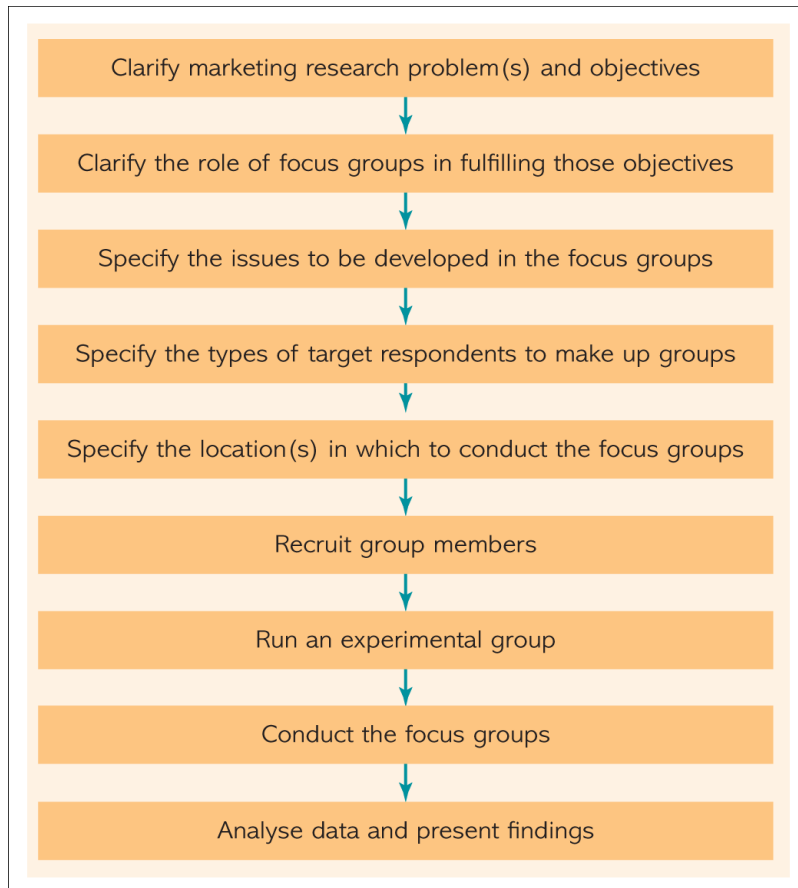 Clarify marketing research problem(s) and objectives
Clarify the role of focus groups in fulfilling those objectives
Specify the issues to be developed in the focus groups
Specify the types of target respondents to make up groups
Specify the location(s) in which to conduct the focus groups
Recruit group members
Run an experimental group
Conduct the focus groups
Analyse data and present findings